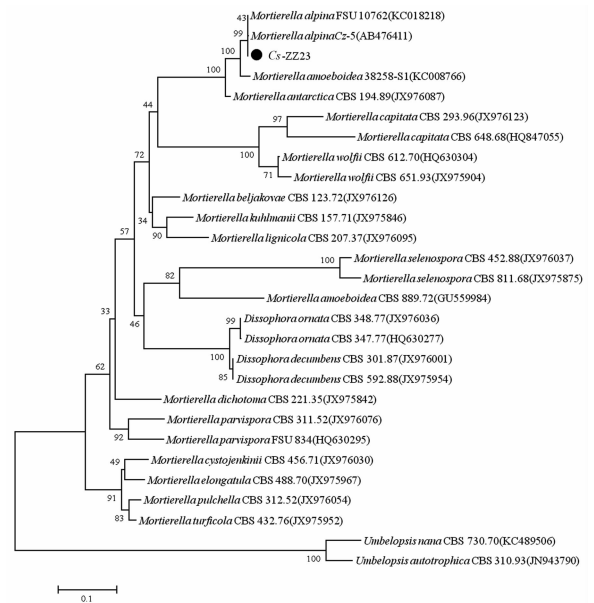 43
Mortierella alpina FSU 10762(KC018218)
99
Mortierella alpinaCz-5(AB476411)
Cs-ZZ23
100
Mortierella amoeboidea 38258-S1(KC008766)
100
Mortierella antarctica CBS 194.89(JX976087)
44
97
Mortierella capitata CBS 293.96(JX976123)
Mortierella capitata CBS 648.68(HQ847055)
100
Mortierella wolfii CBS 612.70(HQ630304)
71
Mortierella wolfii CBS 651.93(JX975904)
72
Mortierella beljakovae CBS 123.72(JX976126)
34
Mortierella kuhlmanii CBS 157.71(JX975846)
90
Mortierella lignicola CBS 207.37(JX976095)
57
100
Mortierella selenospora CBS 452.88(JX976037)
Mortierella selenospora CBS 811.68(JX975875)
82
Mortierella amoeboidea CBS 889.72(GU559984)
46
99
Dissophora ornata CBS 348.77(JX976036)
Dissophora ornata CBS 347.77(HQ630277)
100
Dissophora decumbens CBS 301.87(JX976001)
85
Dissophora decumbens CBS 592.88(JX975954)
33
Mortierella dichotoma CBS 221.35(JX975842)
62
Mortierella parvispora CBS 311.52(JX976076)
92
Mortierella parvispora FSU 834(HQ630295)
49
Mortierella cystojenkinii CBS 456.71(JX976030)
Mortierella elongatula CBS 488.70(JX975967)
91
Mortierella pulchella CBS 312.52(JX976054)
83
Mortierella turficola CBS 432.76(JX975952)
Umbelopsis nana CBS 730.70(KC489506)
100
Umbelopsis autotrophica CBS 310.93(JN943790)
0.1